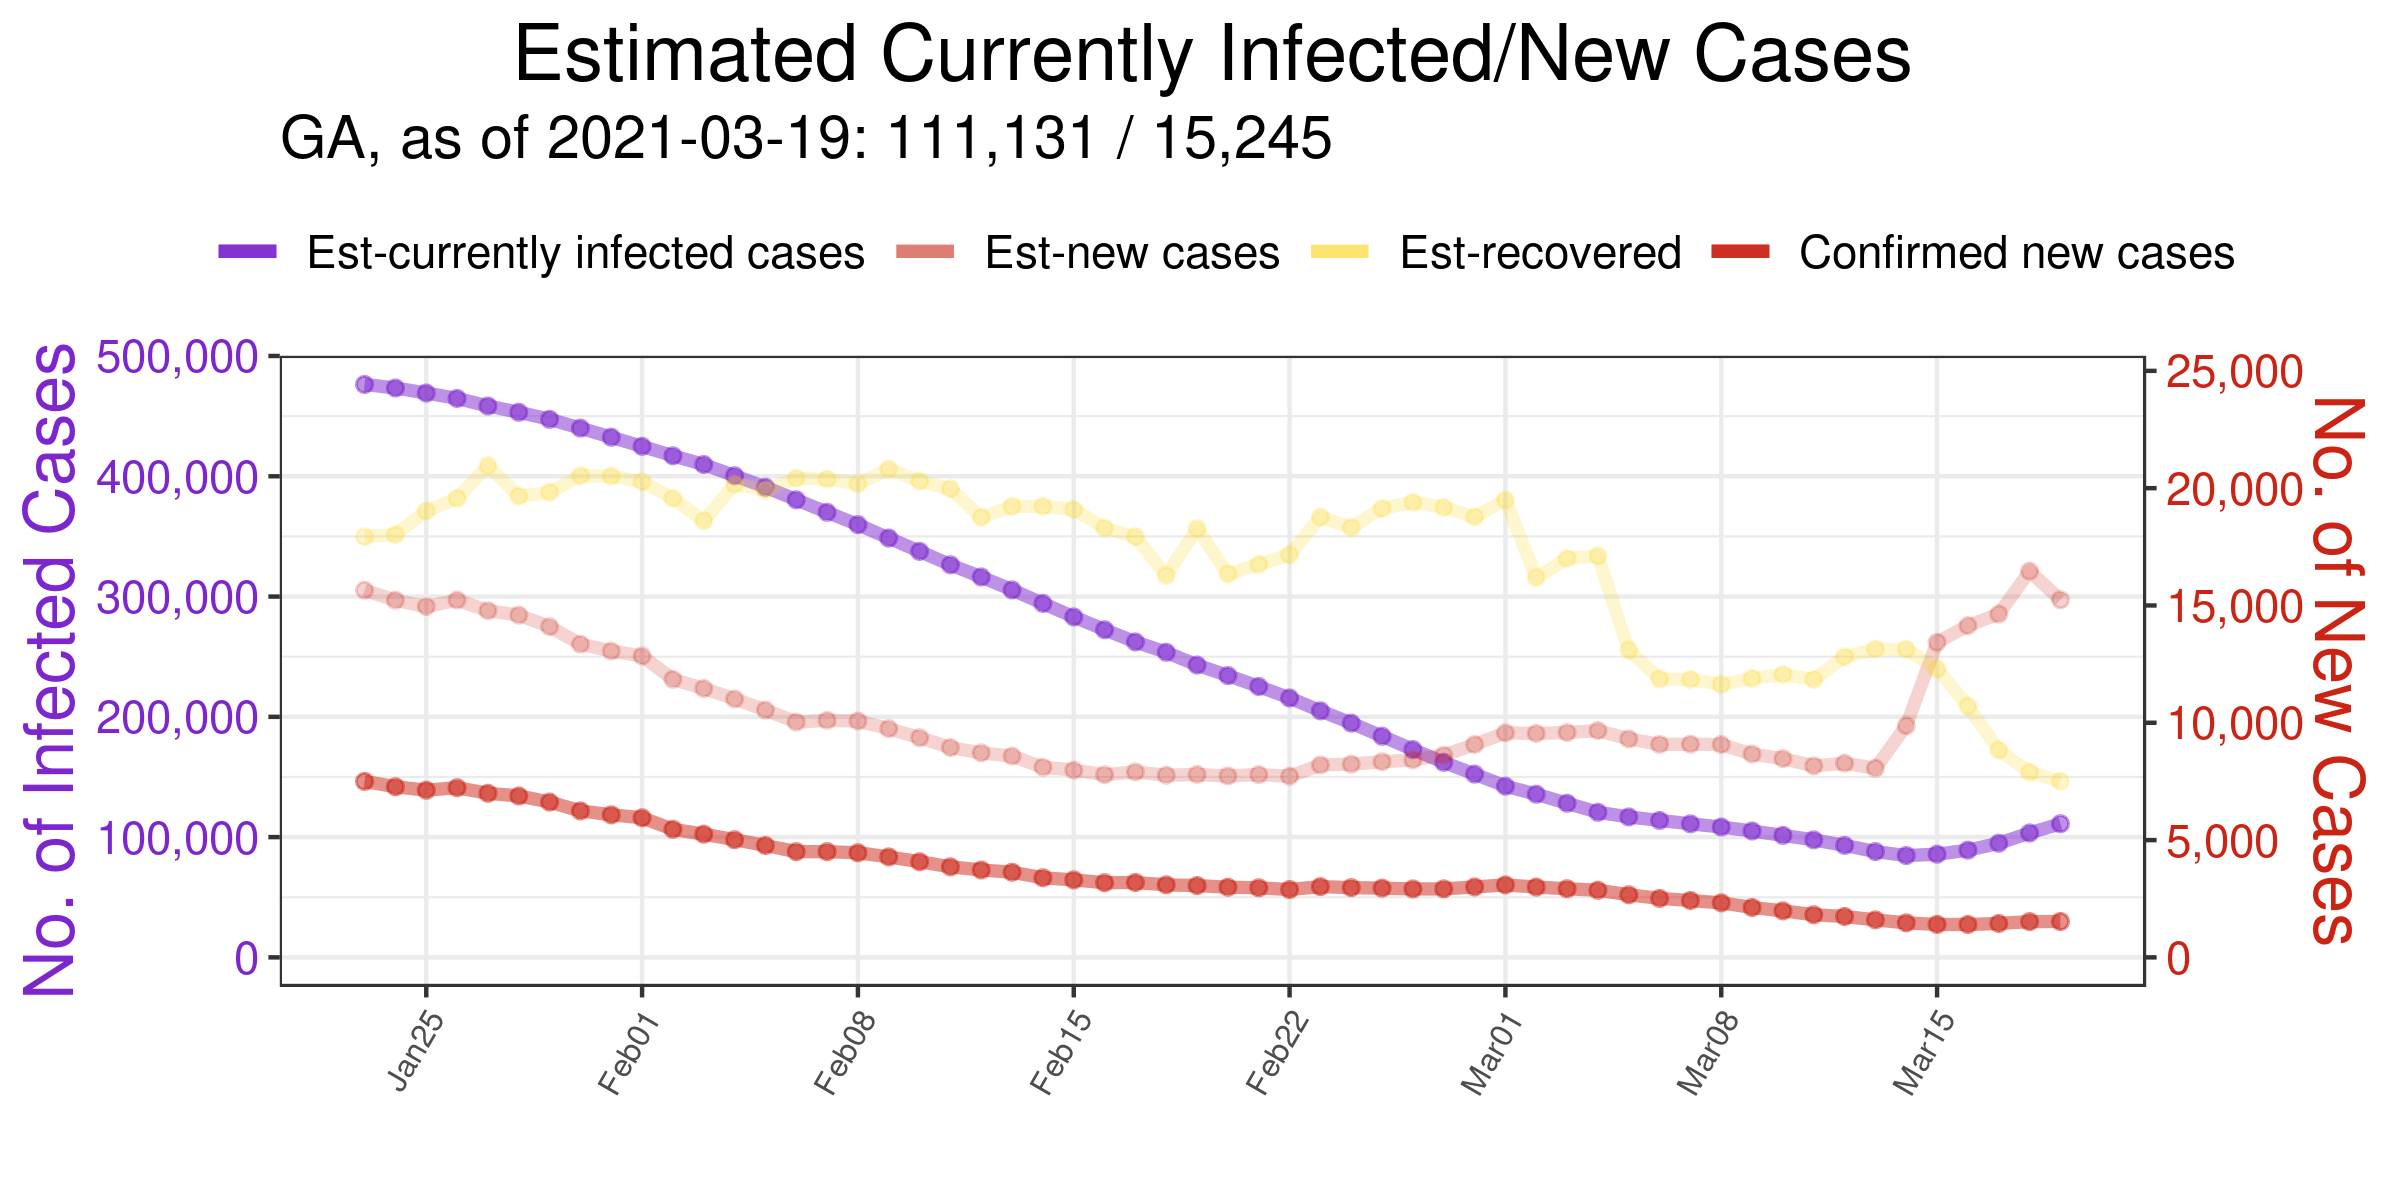 Estimated Currently Infected/New Cases
GA, as of 2021-03-19: 111,131 / 15,245
Est-currently infected cases Est-new cases Est-recovered Confirmed new cases
No. of Infected Cases
500,000
400,000
300,000
200,000
100,000
0
25,000
20,000
15,000
10,000
5,000
0
No. of New Cases
Jan25 Feb01 Feb08 Feb15 Feb22 Mar01 Mar08 Mar15